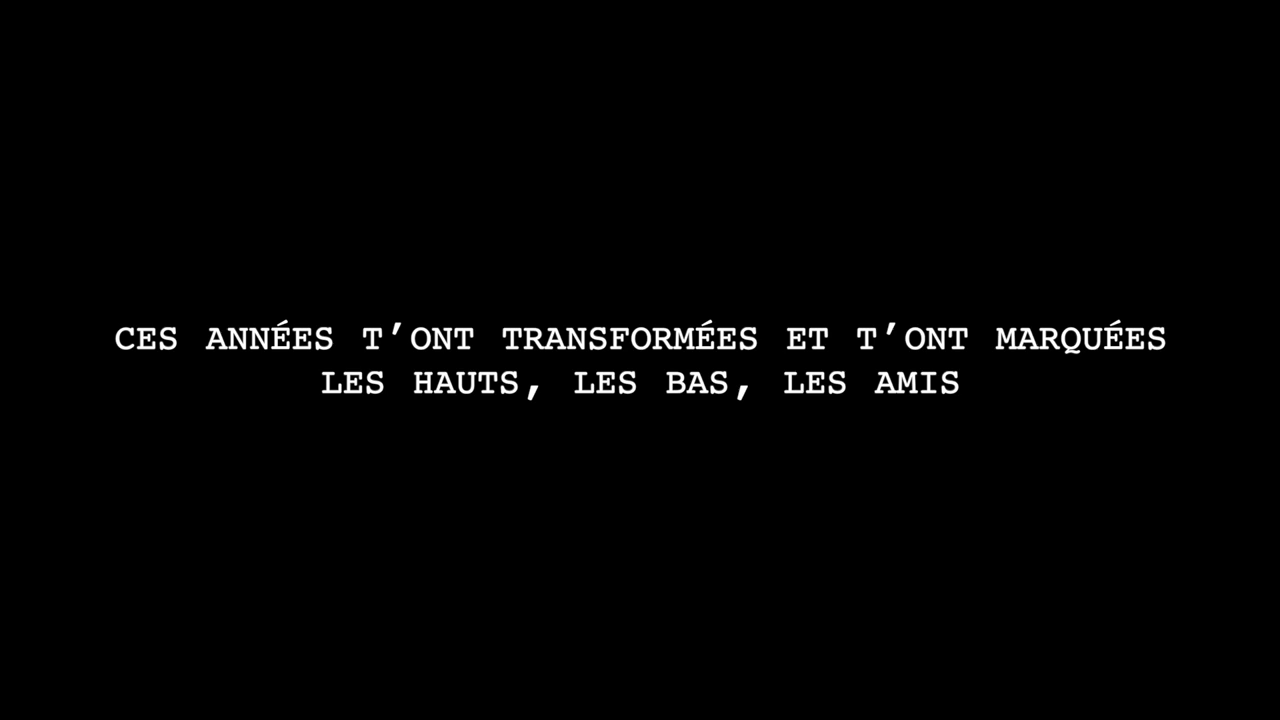 CES ANNÉES T’ONT TRANSFORMÉES ET T’ONT MARQUÉES
LES HAUTS, LES BAS, LES AMIS